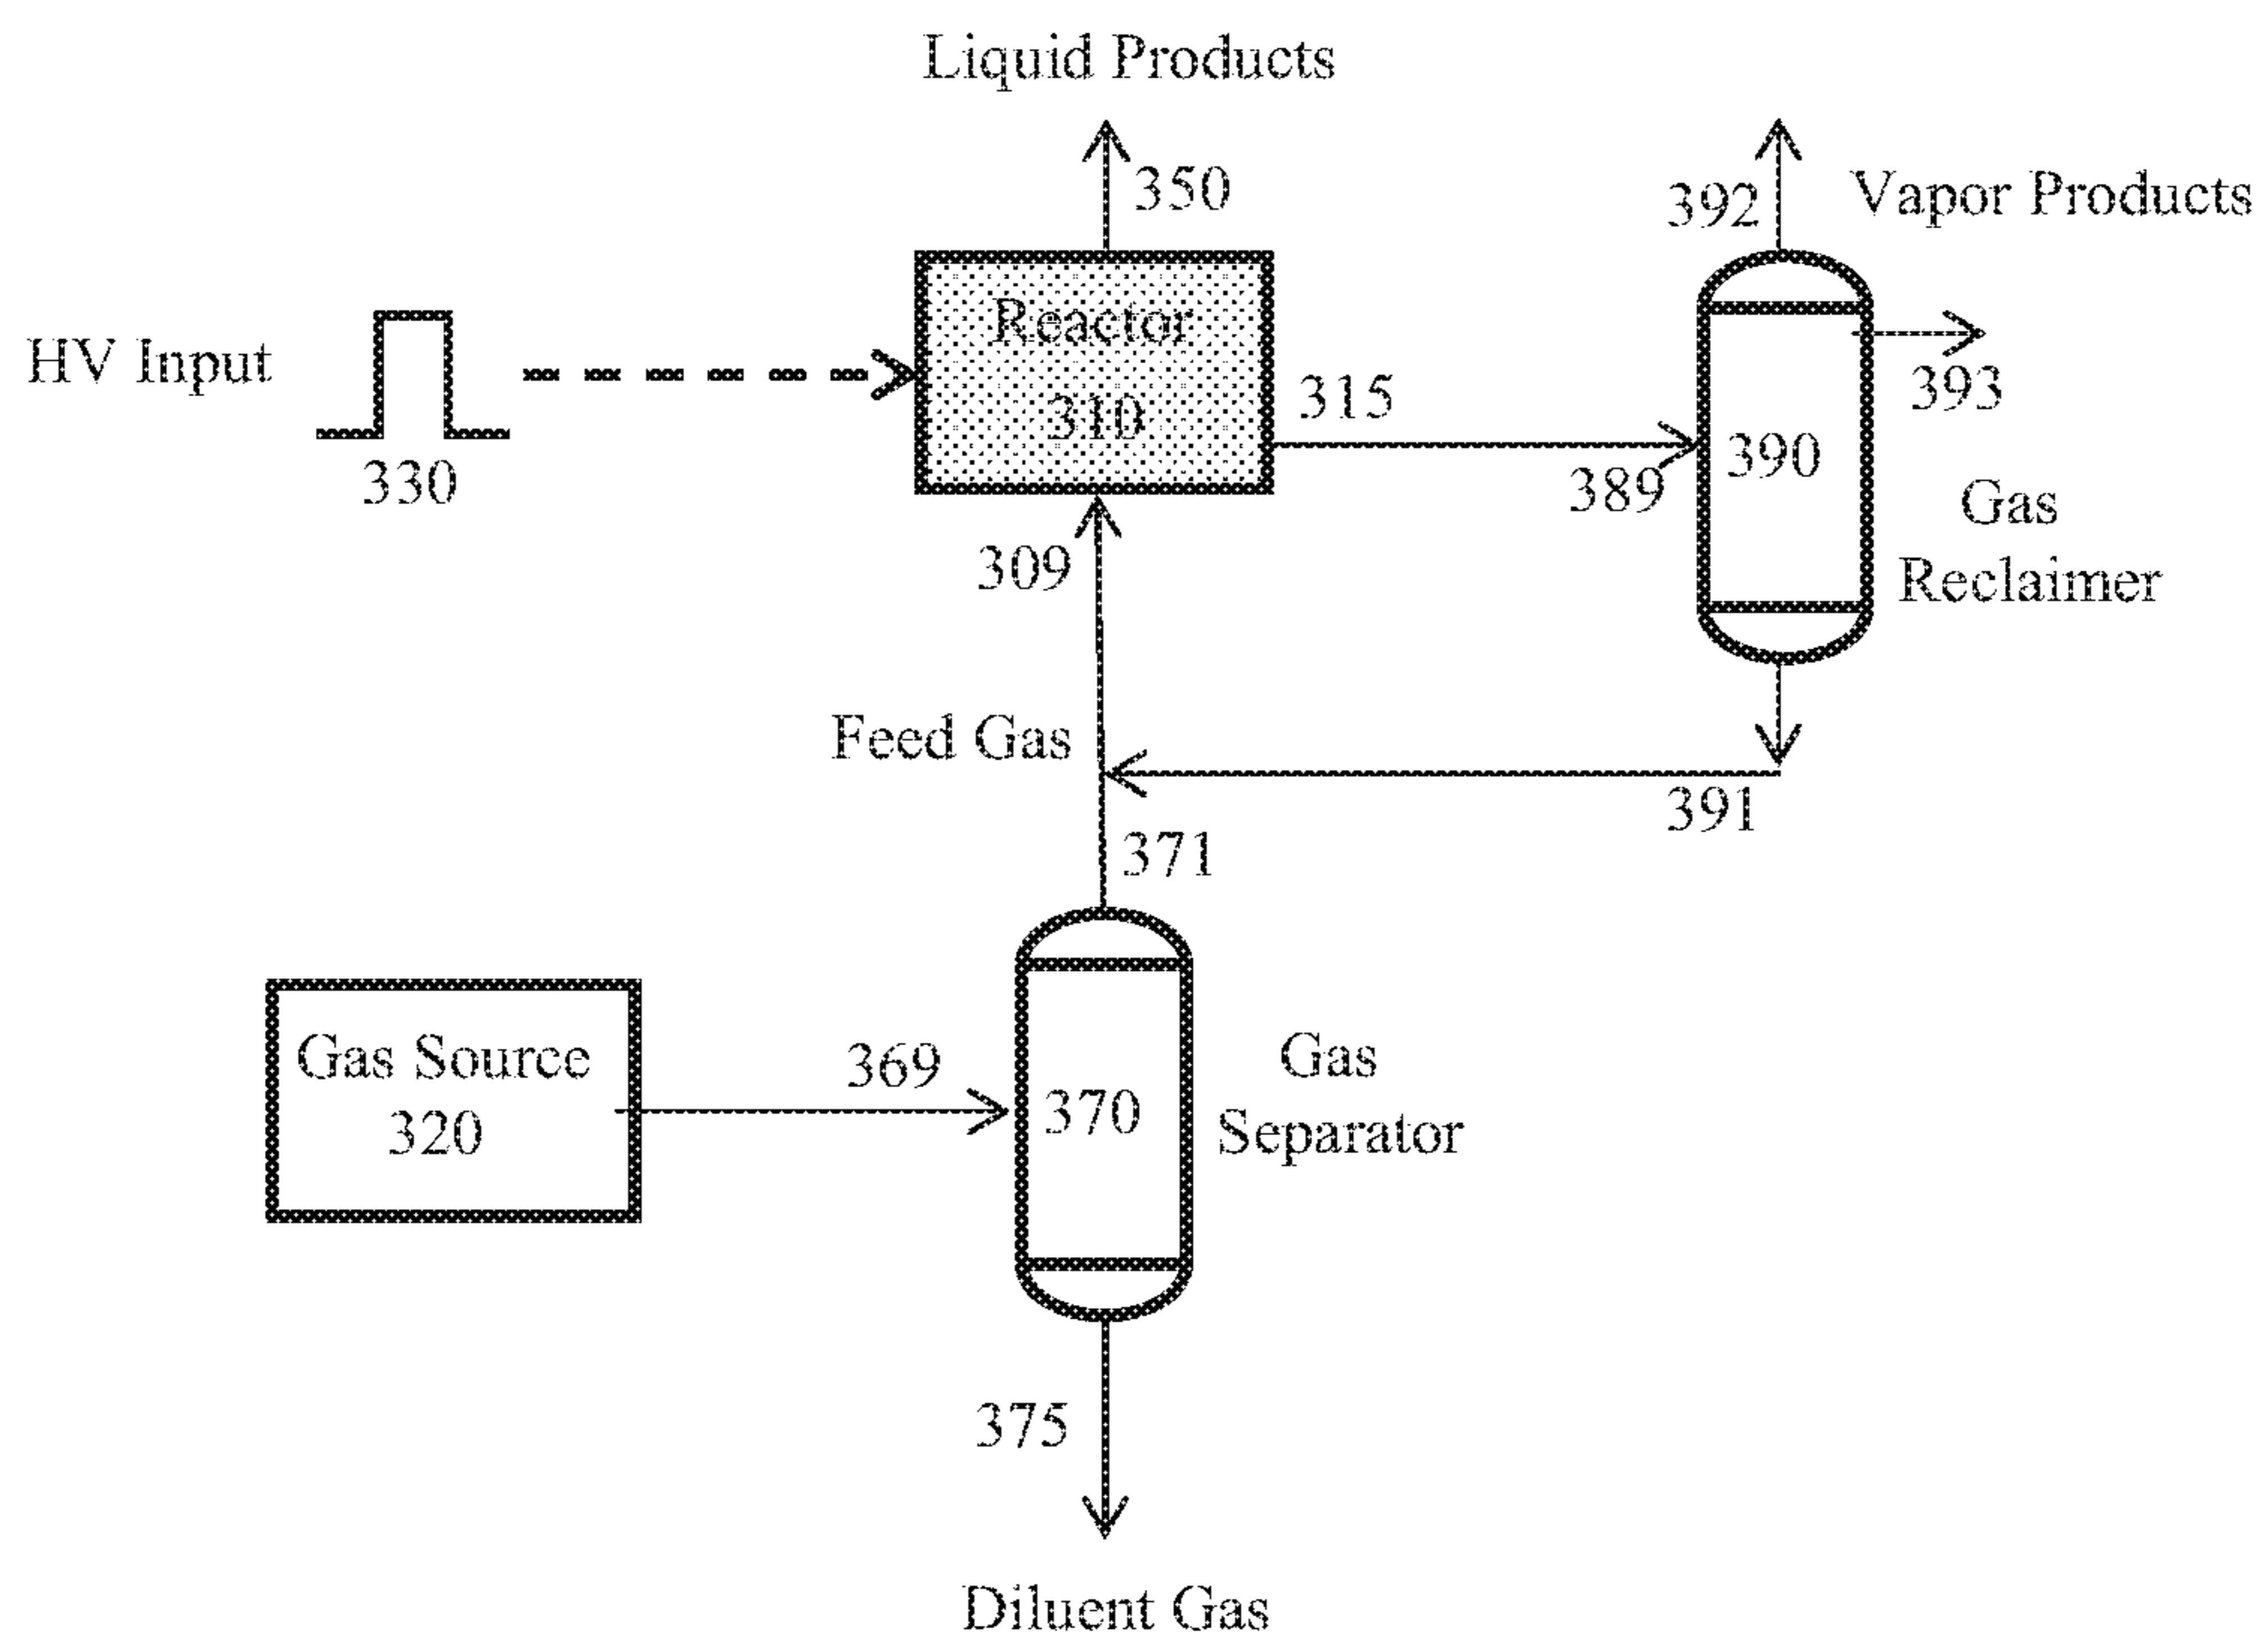 Liquid Products
350
392
Vapor Products
HV Input
330
Reactor
310
315
389
390
393
Gas
Reclaimer
309
Feed Gas
391
371
Gas Source
320
369
370
Gas
Separator
375
Diluent Gas